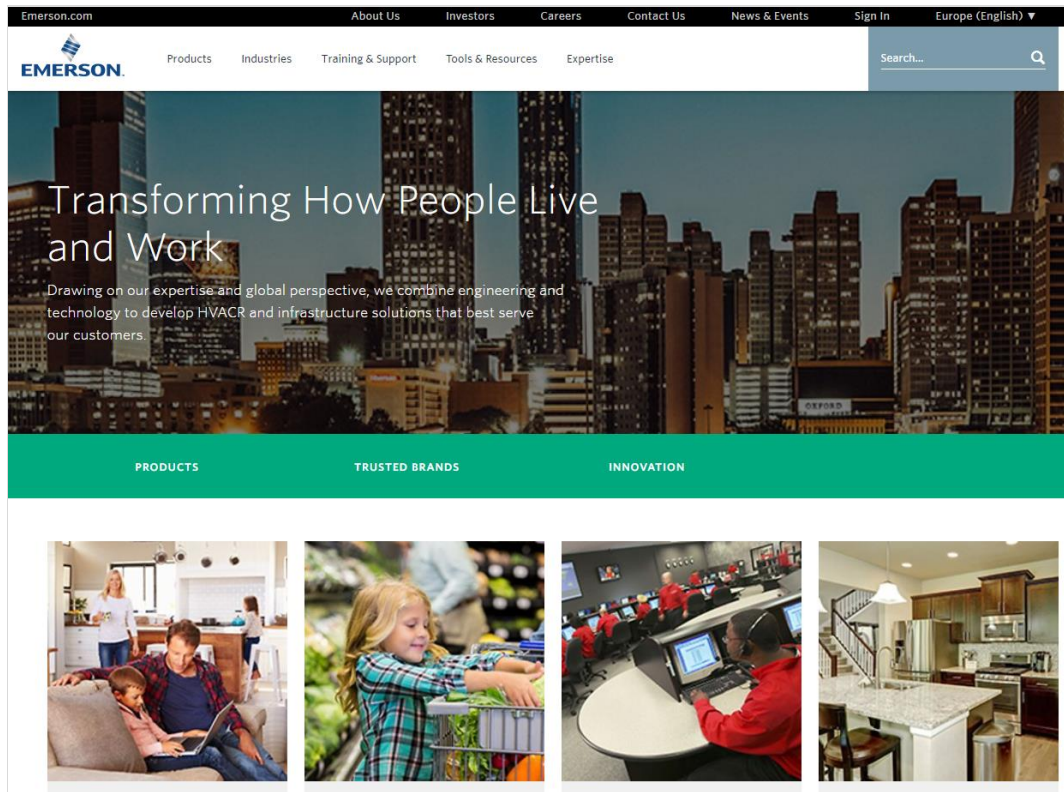 Emerson.com About Us Investors Careers Contact Us News & Events Sign In Europe (English) ▼
EMERSON. Products Industries Training & Support Tools & Resources Expertise Search...
Transforming How People Live
and Work
Drawing on our expertise and global perspective, we combine engineering and
technology to develop HVACR and infrastructure solutions that best serve
our customers.
OXFORD
PRODUCTS TRUSTED BRANDS INNOVATION